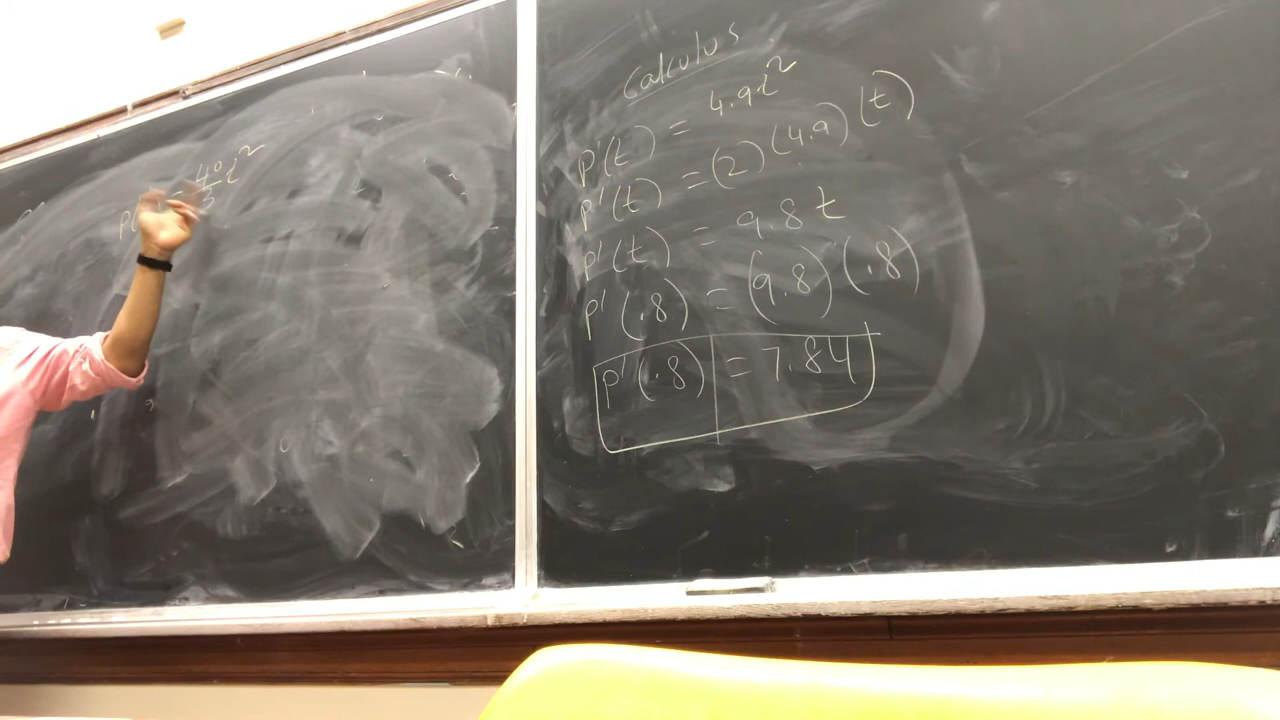 Calculus
p'(t) = 4.9t²
p'(t) = (2)(4.9)(t)
p'(t) = 9.8t
p'(.8) = (9.8)(.8)
p'(.8) = 7.84